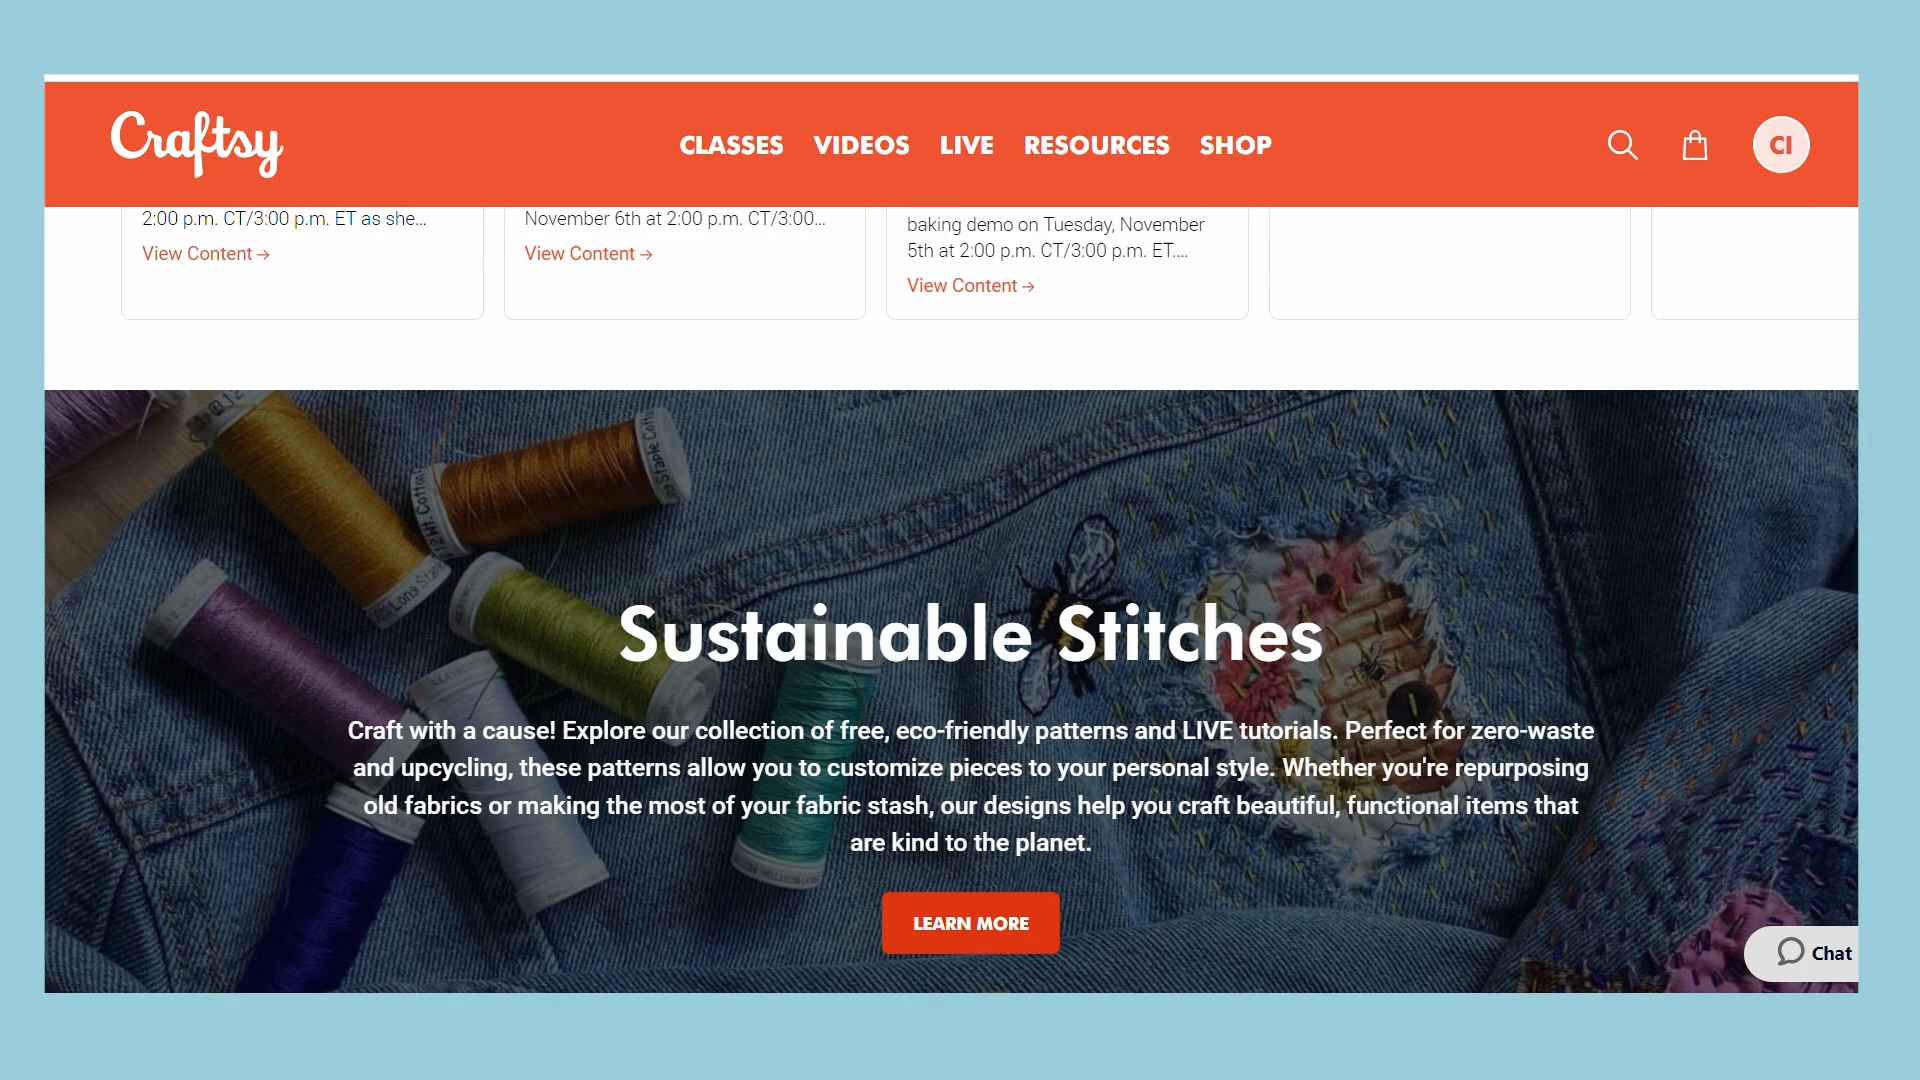 Craftsy
CLASSES VIDEOS LIVE RESOURCES SHOP
CI
2:00 p.m. CT/3:00 p.m. ET as she...
View Content →
November 6th at 2:00 p.m. CT/3:00...
View Content →
baking demo on Tuesday, November
5th at 2:00 p.m. CT/3:00 p.m. ET....
View Content →
Sustainable Stitches
Craft with a cause! Explore our collection of free, eco-friendly patterns and LIVE tutorials. Perfect for zero-waste
and upcycling, these patterns allow you to customize pieces to your personal style. Whether you're repurposing
old fabrics or making the most of your fabric stash, our designs help you craft beautiful, functional items that
are kind to the planet.
LEARN MORE
Chat